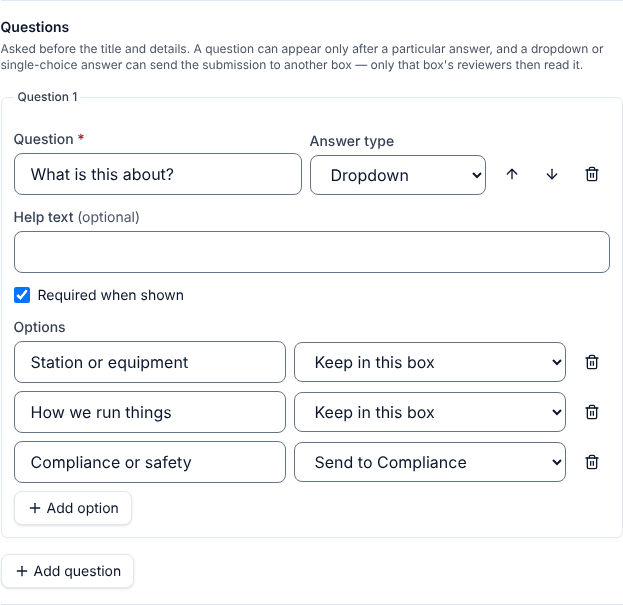 Questions
Asked before the title and details. A question can appear only after a particular answer, and a dropdown or
single-choice answer can send the submission to another box — only that box's reviewers then read it.
Question 1
Question *
Answer type
What is this about?
Dropdown
Help text (optional)
Required when shown
Options
Station or equipment
Keep in this box
How we run things
Keep in this box
Compliance or safety
Send to Compliance
+ Add option
+ Add question